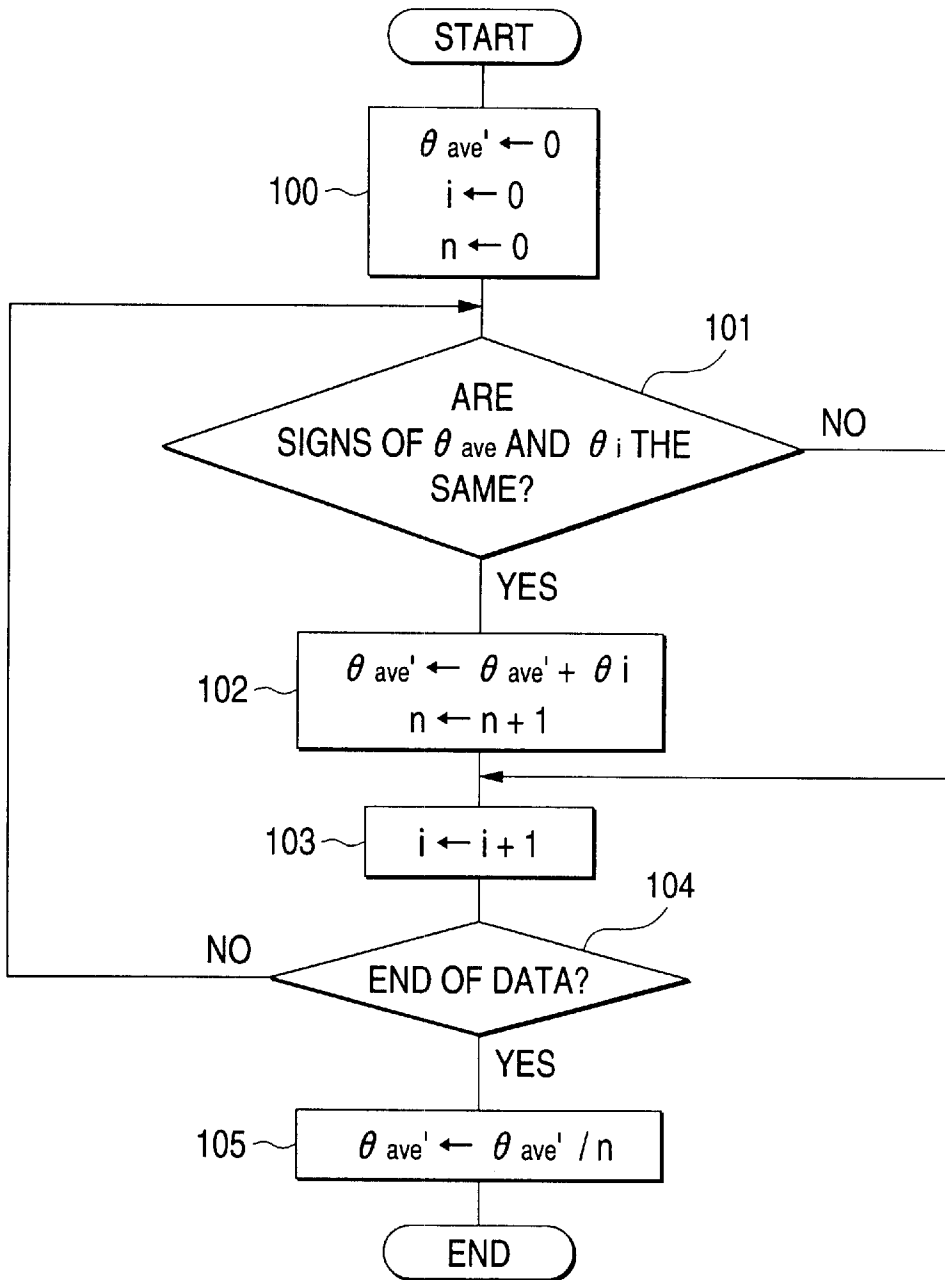 START
θ ave' ← 0
100
i ← 0
n ← 0
101
ARE
NO
SIGNS OF θ ave AND θ i THE
SAME?
YES
θ ave' ← θ ave' + θ i
102
n ← n + 1
103
i ← i + 1
104
NO
END OF DATA?
YES
105
θ ave' ← θ ave' / n
END